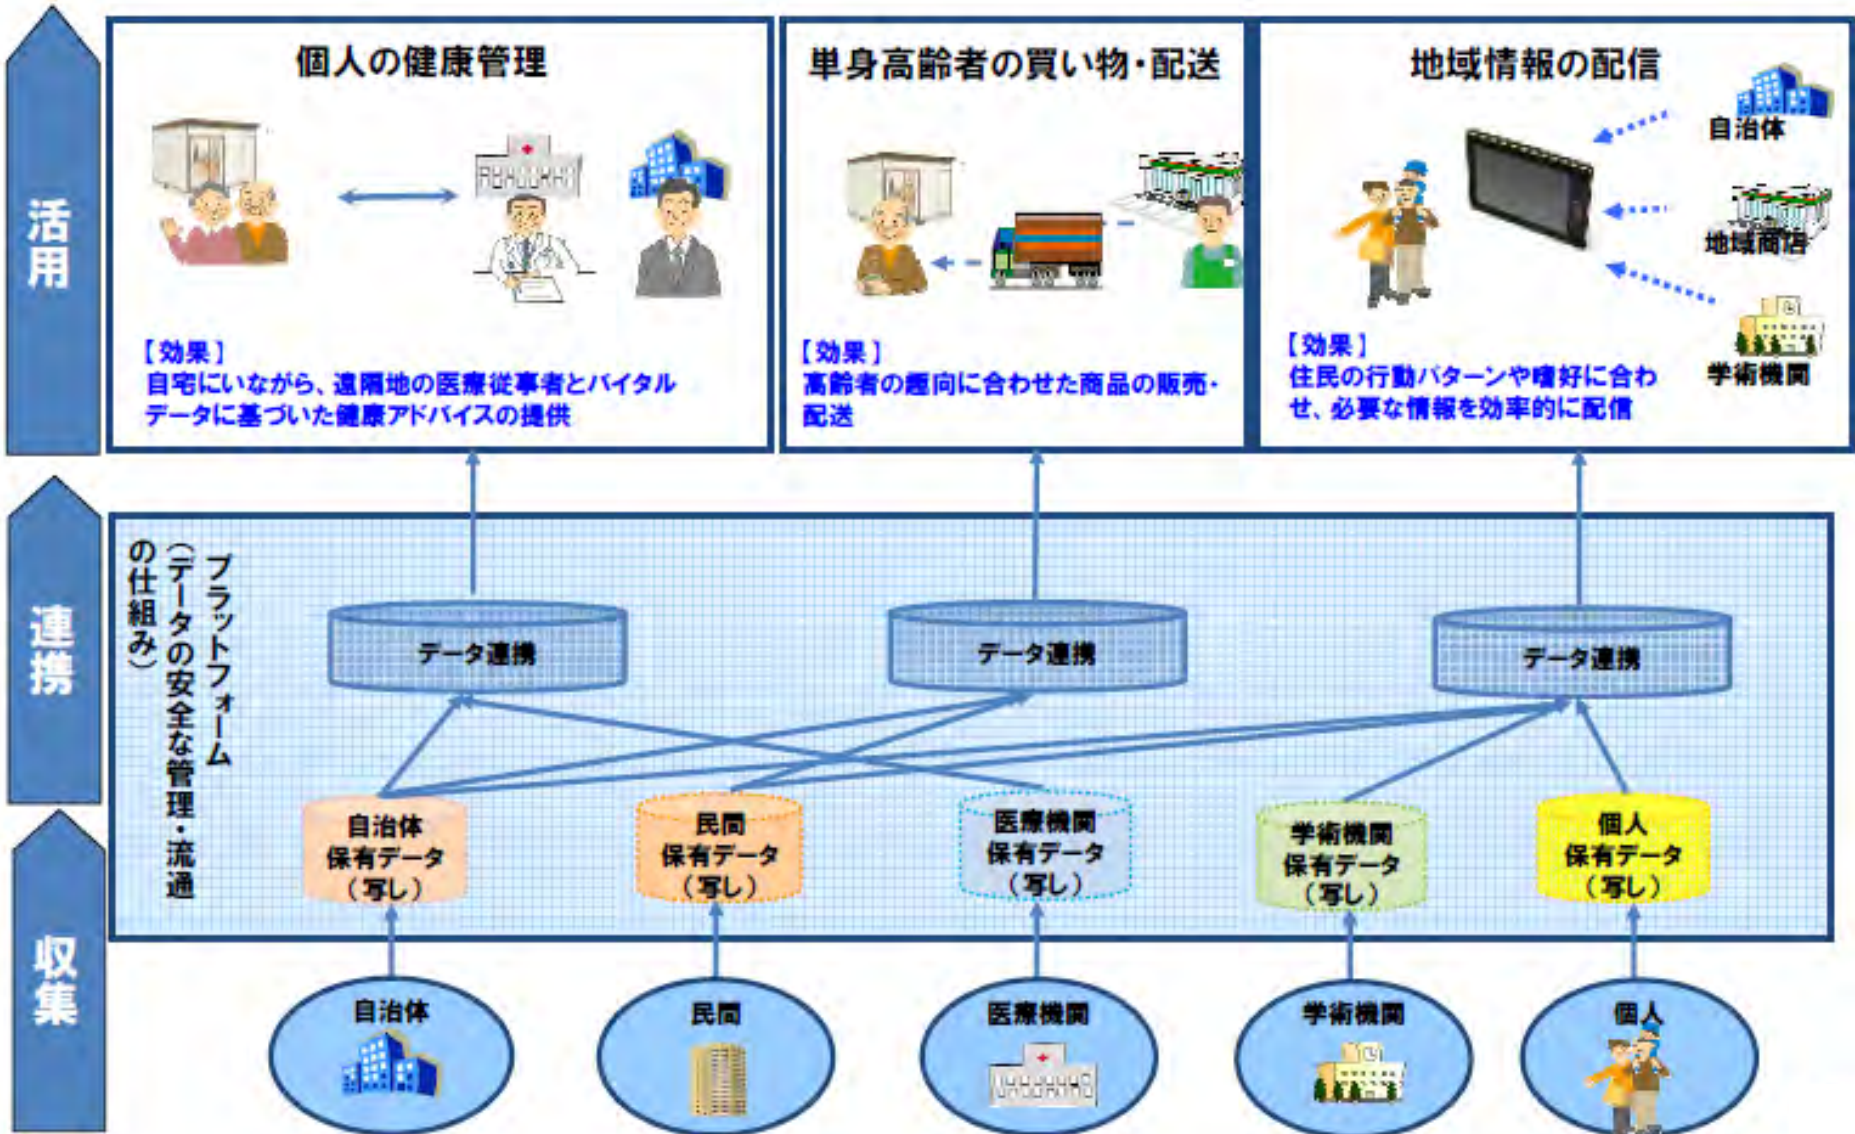 活用
個人の健康管理
【効果】
自宅にいながら、遠隔地の医療従事者とバイタル
データに基づいた健康アドバイスの提供
単身高齢者の買い物・配送
【効果】
高齢者の趣向に合わせた商品の販売・
配送
地域情報の配信
自治体
地域商店
学術機関
【効果】
住民の行動パターンや嗜好に合わ
せ、必要な情報を効率的に配信
連携
プラットフォーム
（データの安全な管理・流通
の仕組み）
データ連携
データ連携
データ連携
自治体
保有データ
（写し）
民間
保有データ
（写し）
医療機関
保有データ
（写し）
学術機関
保有データ
（写し）
個人
保有データ
（写し）
収集
自治体
民間
医療機関
学術機関
個人